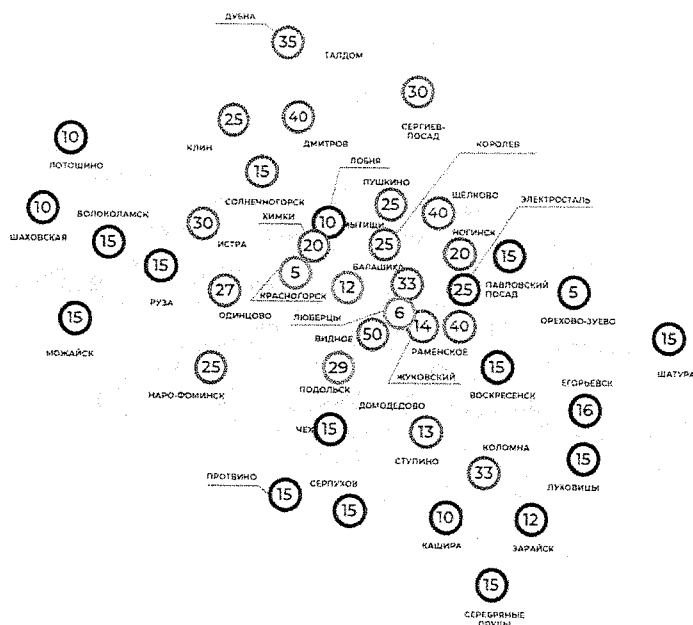 ДУБНА
35
ТАЛДОМ
30
СЕРГИЕВ-
ПОСАД
25
КЛИН
40
ДМИТРОВ
10
ЛОТОШИНО
ЛОБНЯ
КОРОЛЕВ
15
СОЛНЕЧНОГОРСК
ПУШКИНО
25
ЩЕЛКОВО
40
ЭЛЕКТРОСТАЛЬ
10
ШАХОВСКАЯ
ВОЛОКОЛАМСК
15
30
ИСТРА
ХИМКИ
20
10
МЫТИЩИ
25
НОГИНСК
20
15
ПАВЛОВСКИЙ
ПОСАД
15
РУЗА
5
КРАСНОГОРСК
БАЛАШИХА
12
33
25
5
ОРЕХОВО-ЗУЕВО
27
ОДИНЦОВО
15
МОЖАЙСК
ЛЮБЕРЦЫ
6
ВИДНОЕ
50
14
40
РАМЕНСКОЕ
15
ШАТУРА
25
НАРО-ФОМИНСК
29
ПОДОЛЬСК
ЖУКОВСКИЙ
15
ВОСКРЕСЕНСК
ЕГОРЬЕВСК
16
ДОМОДЕДОВО
ЧЕХ
15
13
СТУПИНО
КОЛОМНА
33
15
ЛУХОВИЦЫ
ПРОТВИНО
15
СЕРПУХОВ
15
10
КАШИРА
12
ЗАРАЙСК
15
СЕРЕБРЯНЫЕ
ПРУДЫ